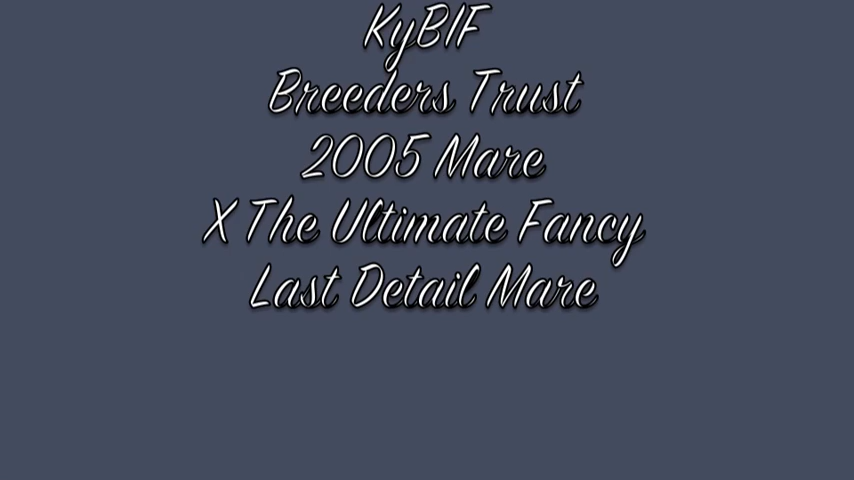 KyBIF
Breeders Trust
2005 Mare
X The Ultimate Fancy
Last Detail Mare